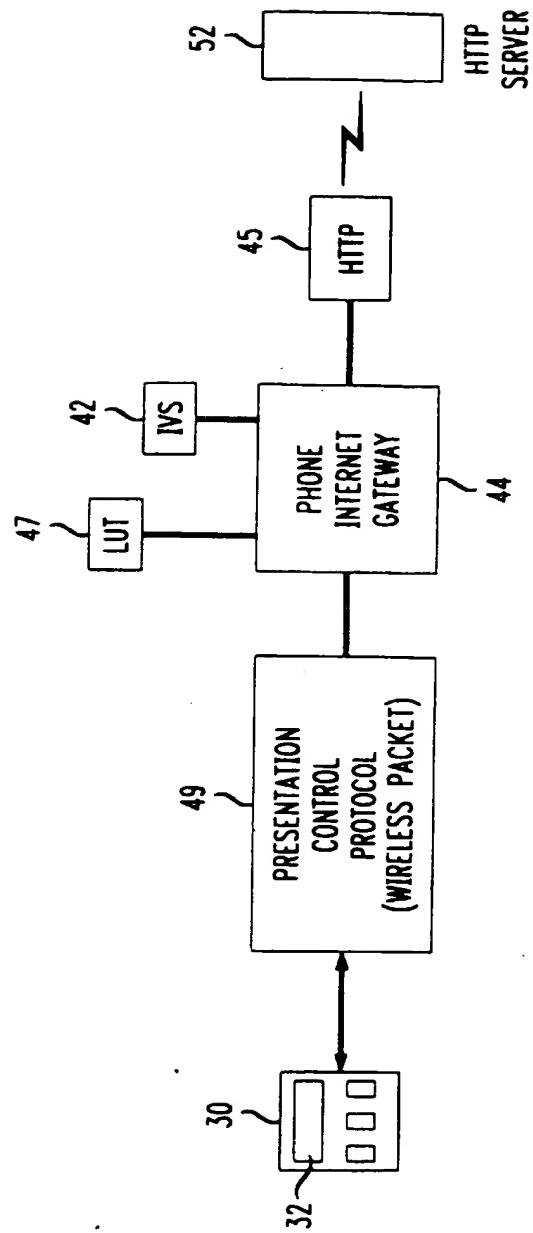 30
32
49
PRESENTATION
CONTROL
PROTOCOL
(WIRELESS PACKET)
47
LUT
42
IVS
PHONE
INTERNET
GATEWAY
44
45
HTTP
52
HTTP
SERVER